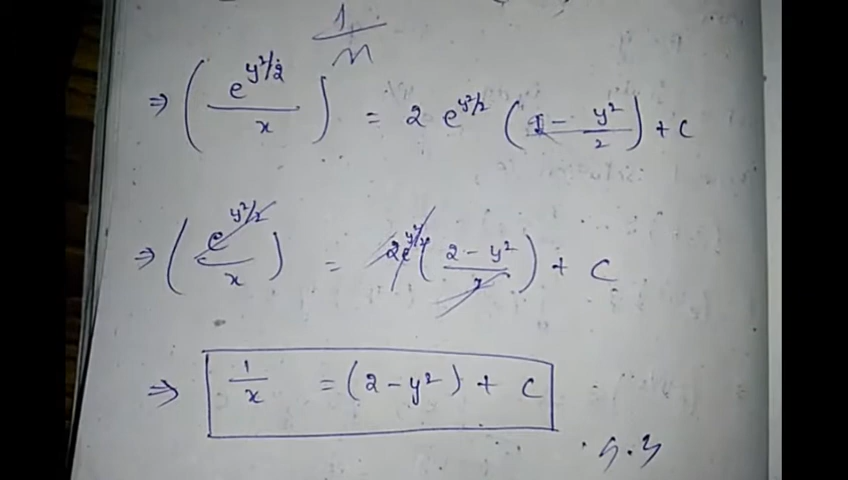 1/x
⇒ (e^{y²/2}/x) = 2 e^{y²/2} (1 - y²/2) + c
⇒ (e^{y²/2}/x) = 2e^{y²/2} (2 - y²/2) + c
⇒ 1/x = (2 - y²) + c